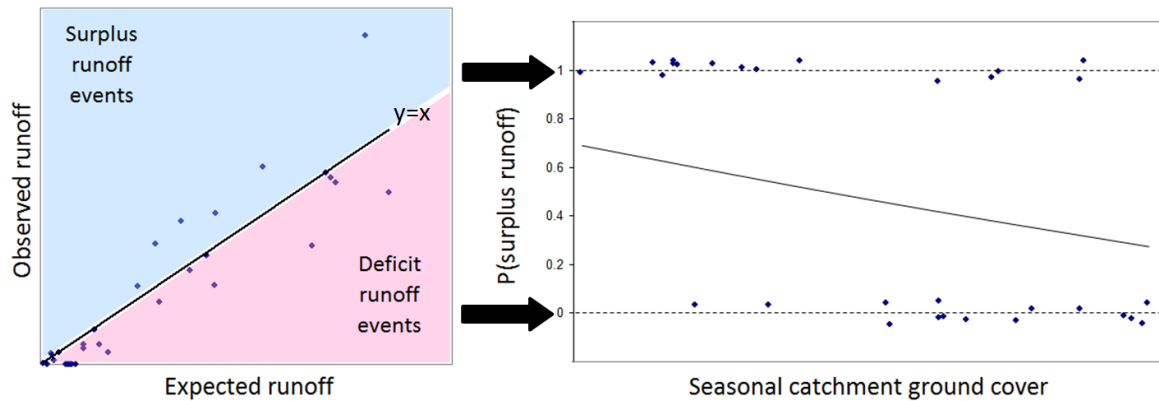 Surplus
runoff
events
y=x
Deficit
runoff
events
Observed runoff
Expected runoff
P(surplus runoff)
1
0.8
0.6
0.4
0.2
0
Seasonal catchment ground cover